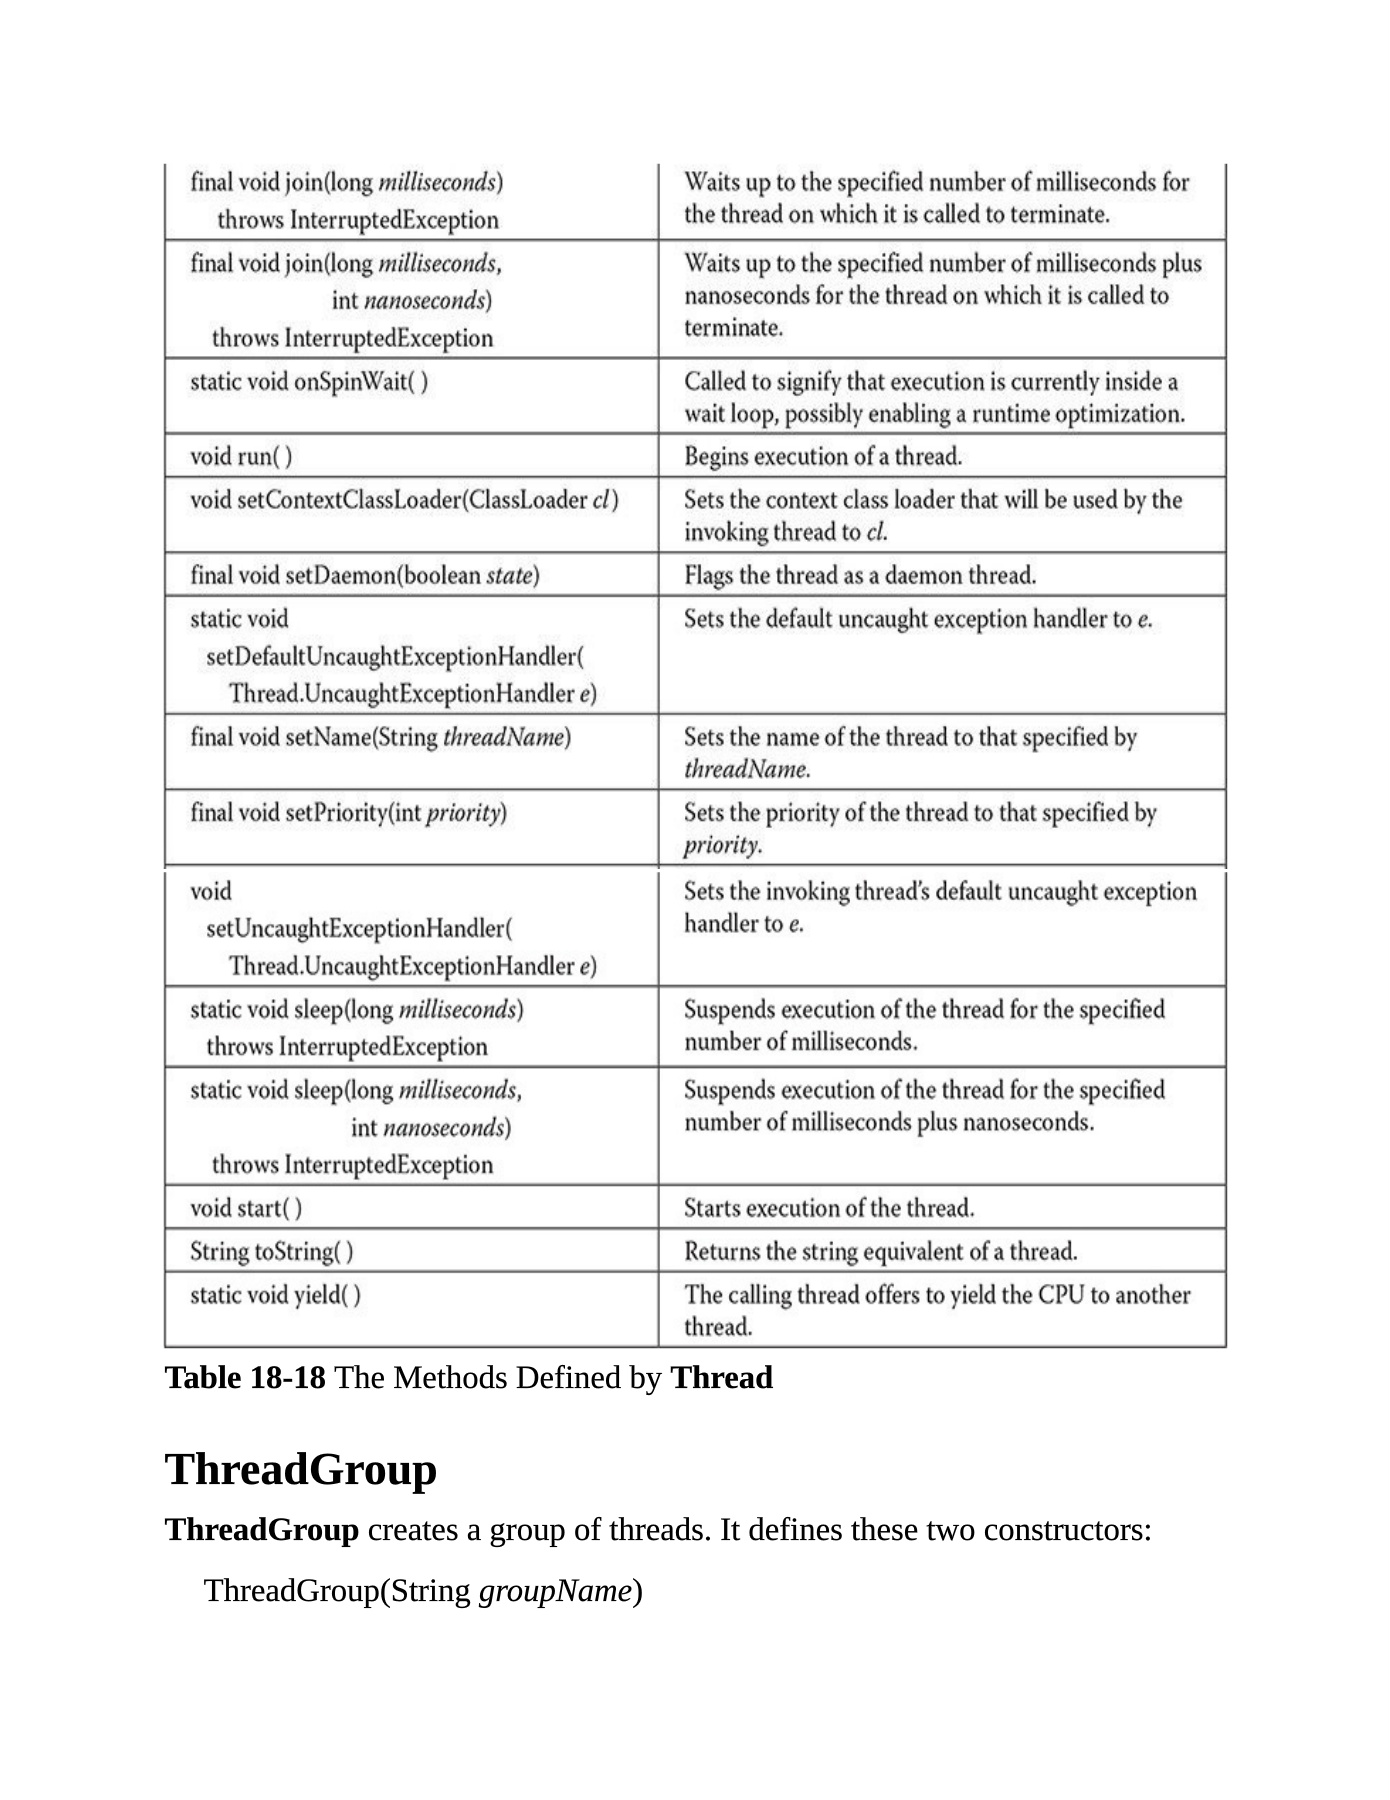 final void join(long milliseconds)
throws InterruptedException
Waits up to the specified number of milliseconds for
the thread on which it is called to terminate.
final void join(long milliseconds,
int nanoseconds)
throws InterruptedException
Waits up to the specified number of milliseconds plus
nanoseconds for the thread on which it is called to
terminate.
static void onSpinWait( )
Called to signify that execution is currently inside a
wait loop, possibly enabling a runtime optimization.
void run( )
Begins execution of a thread.
void setContextClassLoader(ClassLoader cl)
Sets the context class loader that will be used by the
invoking thread to cl.
final void setDaemon(boolean state)
Flags the thread as a daemon thread.
static void
setDefaultUncaughtExceptionHandler(
Thread.UncaughtExceptionHandler e)
Sets the default uncaught exception handler to e.
final void setName(String threadName)
Sets the name of the thread to that specified by
threadName.
final void setPriority(int priority)
Sets the priority of the thread to that specified by
priority.
void
setUncaughtExceptionHandler(
Thread.UncaughtExceptionHandler e)
Sets the invoking thread’s default uncaught exception
handler to e.
static void sleep(long milliseconds)
throws InterruptedException
Suspends execution of the thread for the specified
number of milliseconds.
static void sleep(long milliseconds,
int nanoseconds)
throws InterruptedException
Suspends execution of the thread for the specified
number of milliseconds plus nanoseconds.
void start( )
Starts execution of the thread.
String toString( )
Returns the string equivalent of a thread.
static void yield( )
The calling thread offers to yield the CPU to another
thread.
Table 18-18 The Methods Defined by Thread
ThreadGroup
ThreadGroup creates a group of threads. It defines these two constructors:
ThreadGroup(String groupName)